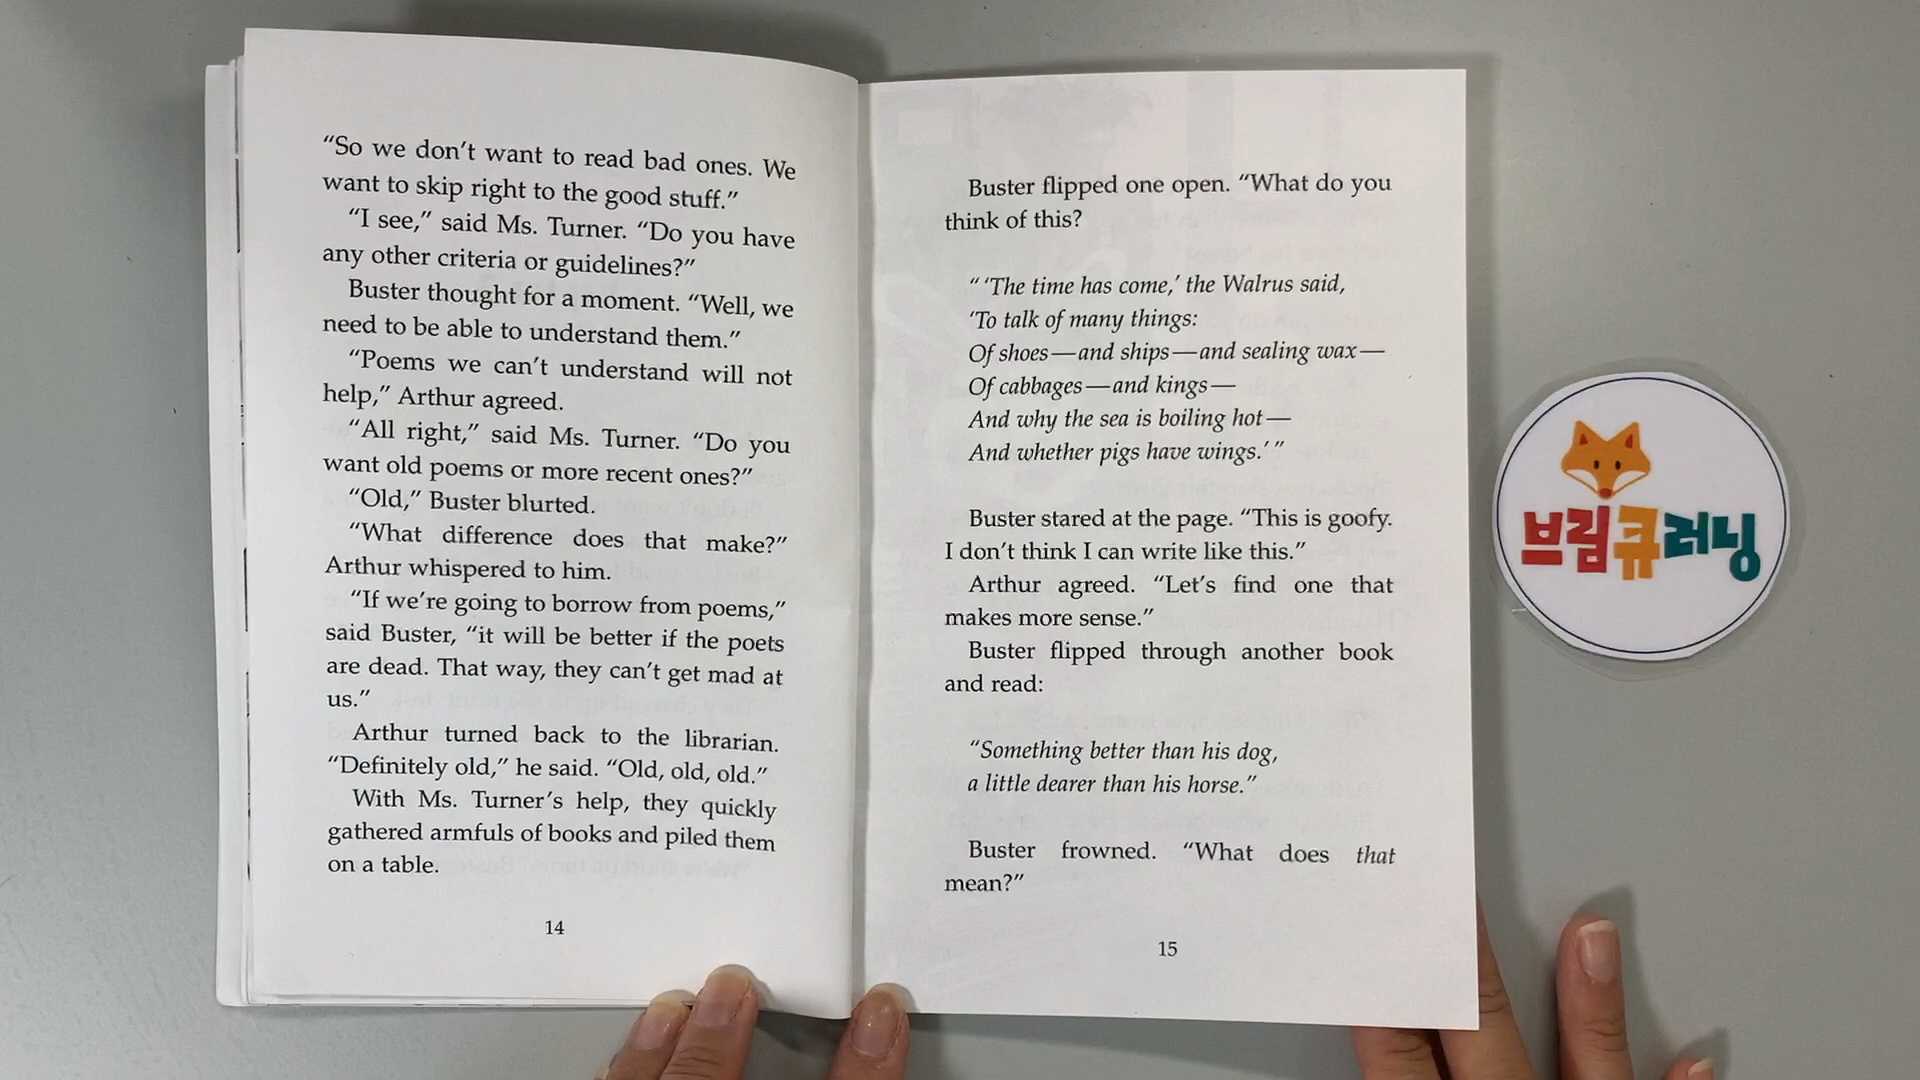 “So we don’t want to read bad ones. We
want to skip right to the good stuff.”
“I see,” said Ms. Turner. “Do you have
any other criteria or guidelines?”
Buster thought for a moment. “Well, we
need to be able to understand them.”
“Poems we can’t understand will not
help,” Arthur agreed.
“All right,” said Ms. Turner. “Do you
want old poems or more recent ones?”
“Old,” Buster blurted.
“What difference does that make?”
Arthur whispered to him.
“If we’re going to borrow from poems,”
said Buster, “it will be better if the poets
are dead. That way, they can’t get mad at
us.”
Arthur turned back to the librarian.
“Definitely old,” he said. “Old, old, old.”
With Ms. Turner’s help, they quickly
gathered armfuls of books and piled them
on a table.
14
Buster flipped one open. “What do you
think of this?
“ ‘The time has come,’ the Walrus said,
‘To talk of many things:
Of shoes—and ships—and sealing wax—
Of cabbages—and kings—
And why the sea is boiling hot—
And whether pigs have wings.’ ”
Buster stared at the page. “This is goofy.
I don’t think I can write like this.”
Arthur agreed. “Let’s find one that
makes more sense.”
Buster flipped through another book
and read:
“Something better than his dog,
a little dearer than his horse.”
Buster frowned. “What does that
mean?”
15
브릭큐러닝